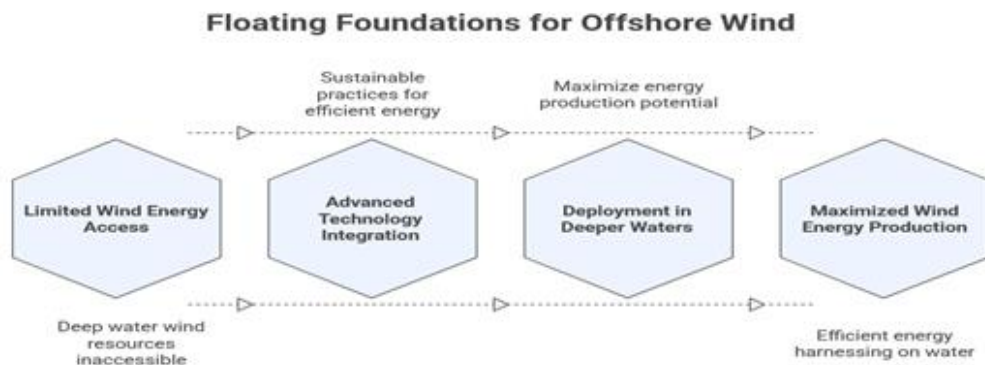 Floating Foundations for Offshore Wind
Sustainable
practices for
efficient energy
Maximize energy
production potential
Limited Wind Energy
Access
Advanced
Technology
Integration
Deployment in
Deeper Waters
Maximized Wind
Energy Production
Deep water wind
resources
inaccessible
Efficient energy
harnessing on water